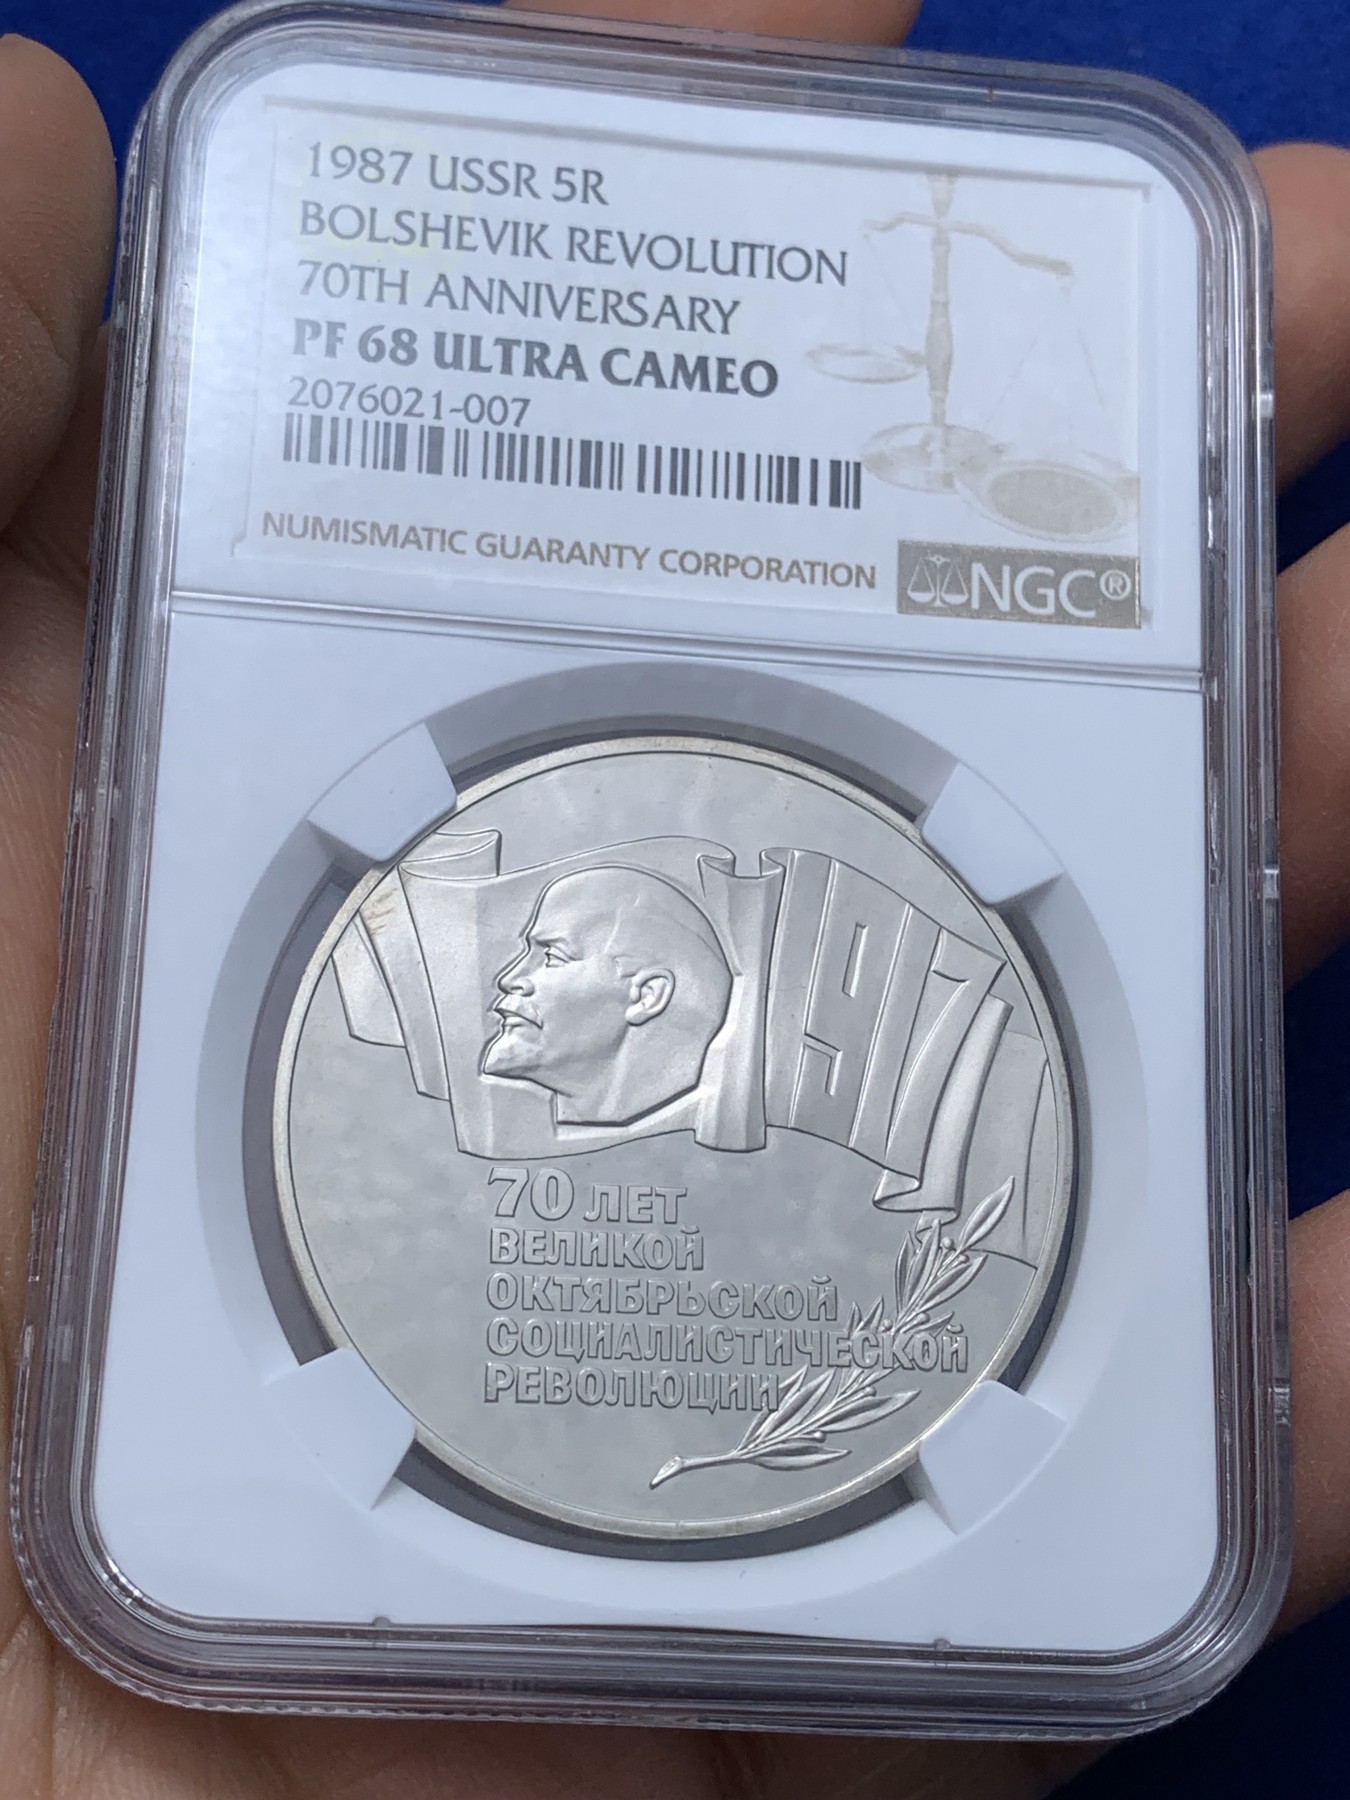 1987 USSR 5R
BOLSHEVIK REVOLUTION
70TH ANNIVERSARY
PF 68 ULTRA CAMEO
2076021-007
NUMISMATIC GUARANTY CORPORATION
NGC®
1917
70 ЛЕТ
ВЕЛИКОЙ
ОКТЯБРЬСКОЙ
СОЦИАЛИСТИЧЕСКОЙ
РЕВОЛЮЦИИ